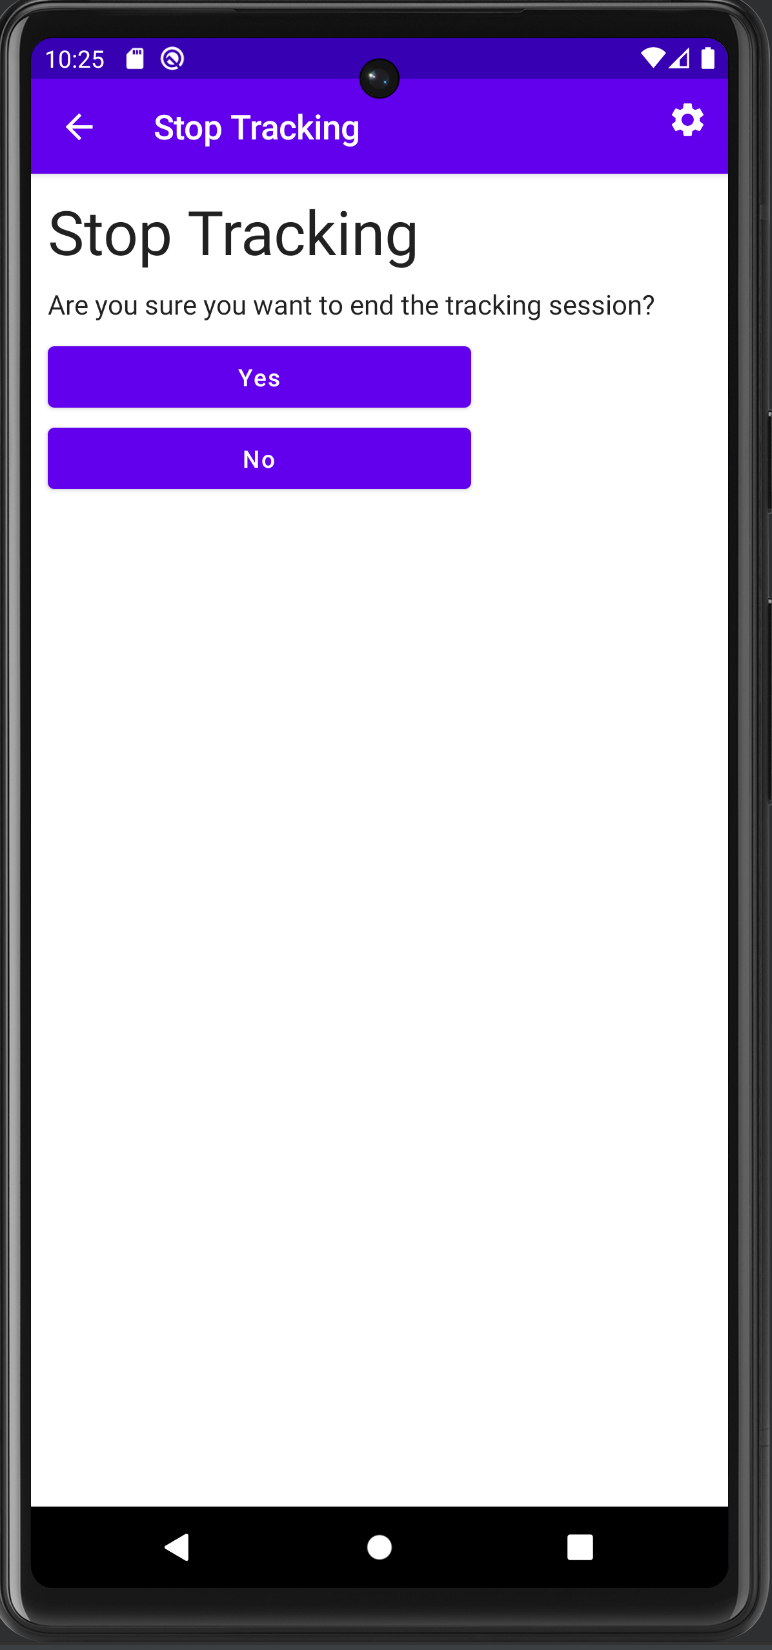 10:25
Stop Tracking
Stop Tracking
Are you sure you want to end the tracking session?
Yes
No